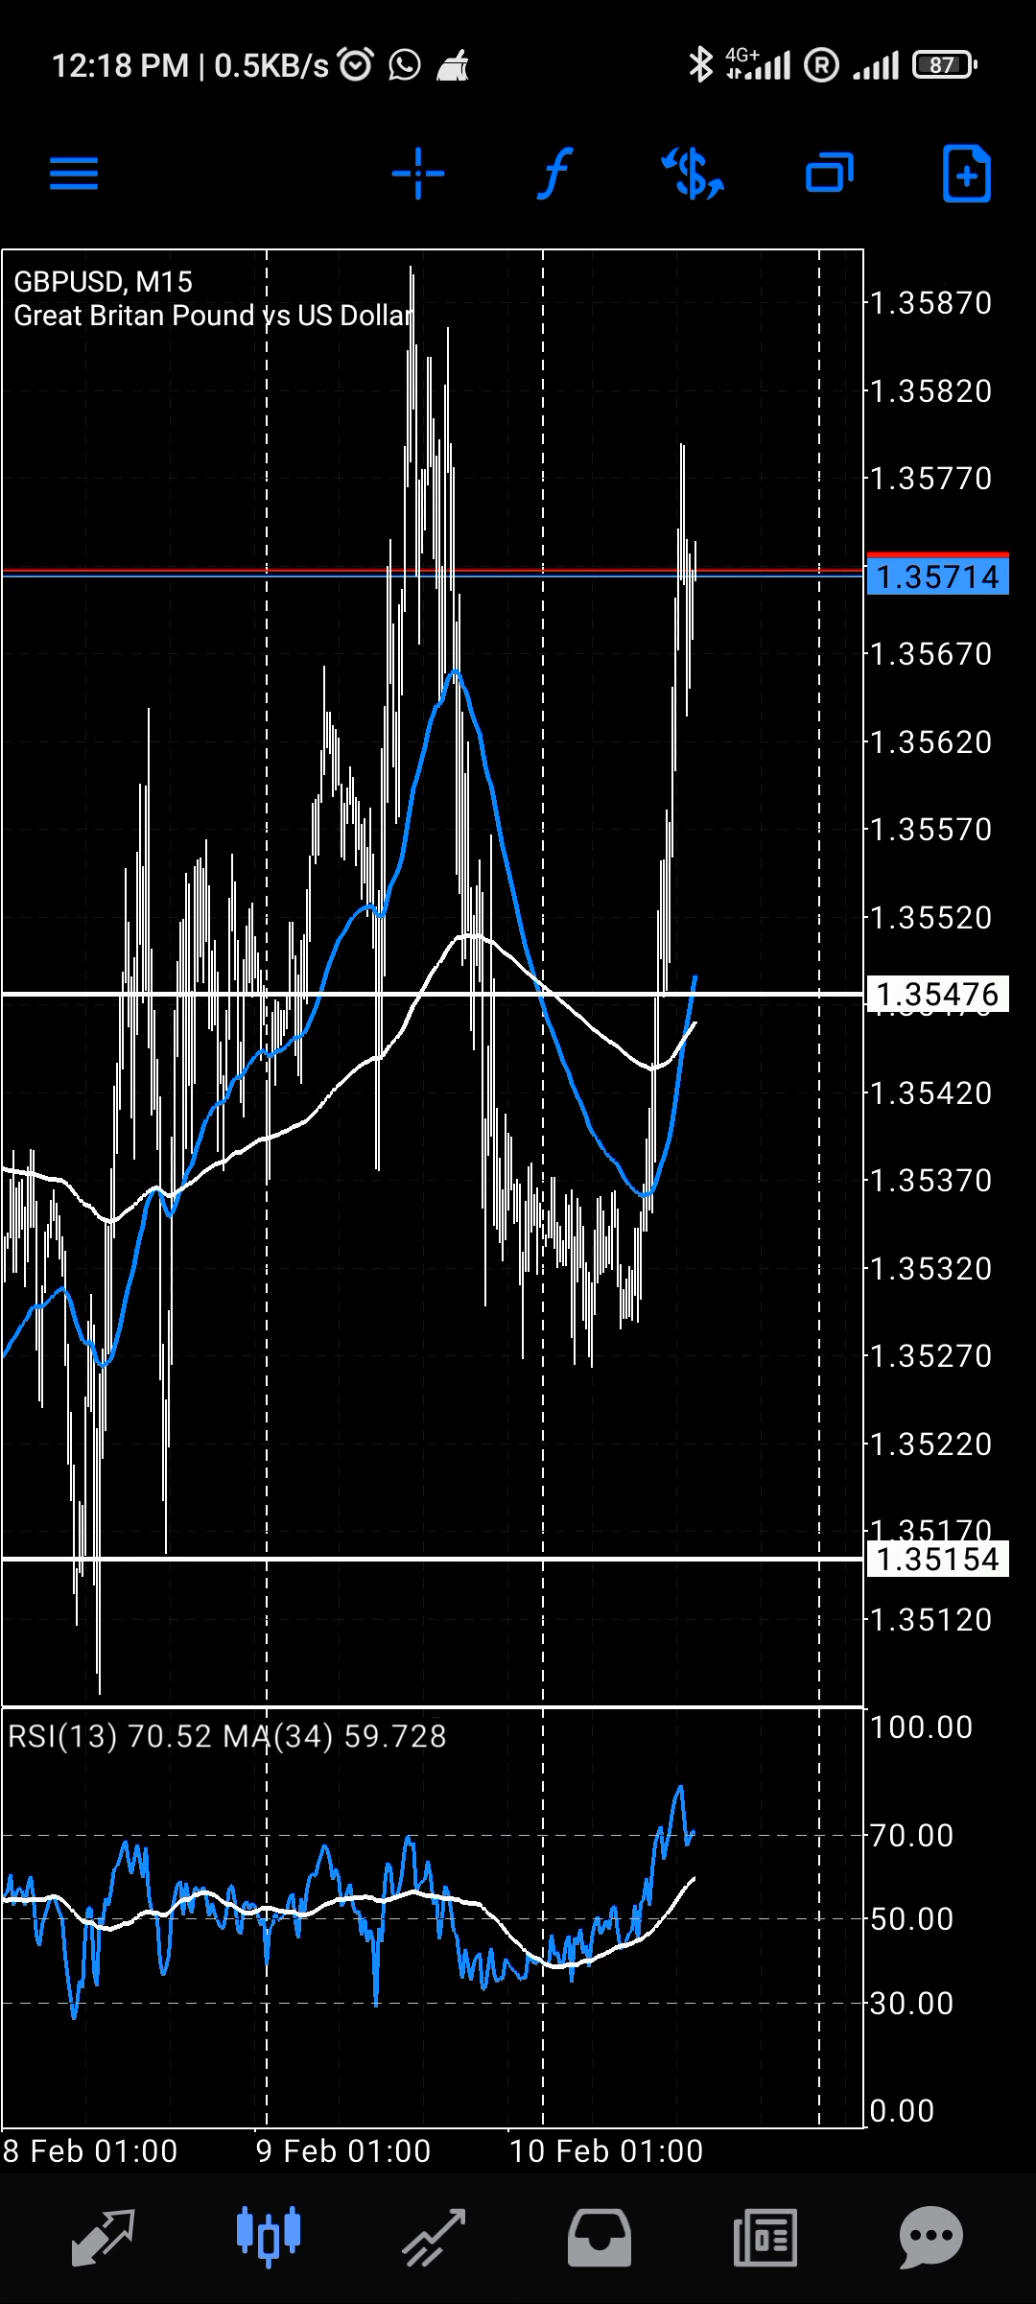 12:18 PM | 0.5KB/s
4G+
R
87
GBPUSD, M15
Great Britan Pound vs US Dollar
1.35870
1.35820
1.35770
1.35714
1.35670
1.35620
1.35570
1.35520
1.35476
1.35420
1.35370
1.35320
1.35270
1.35220
1.35170
1.35154
1.35120
RSI(13) 70.52 MA(34) 59.728
100.00
70.00
50.00
30.00
0.00
8 Feb 01:00
9 Feb 01:00
10 Feb 01:00